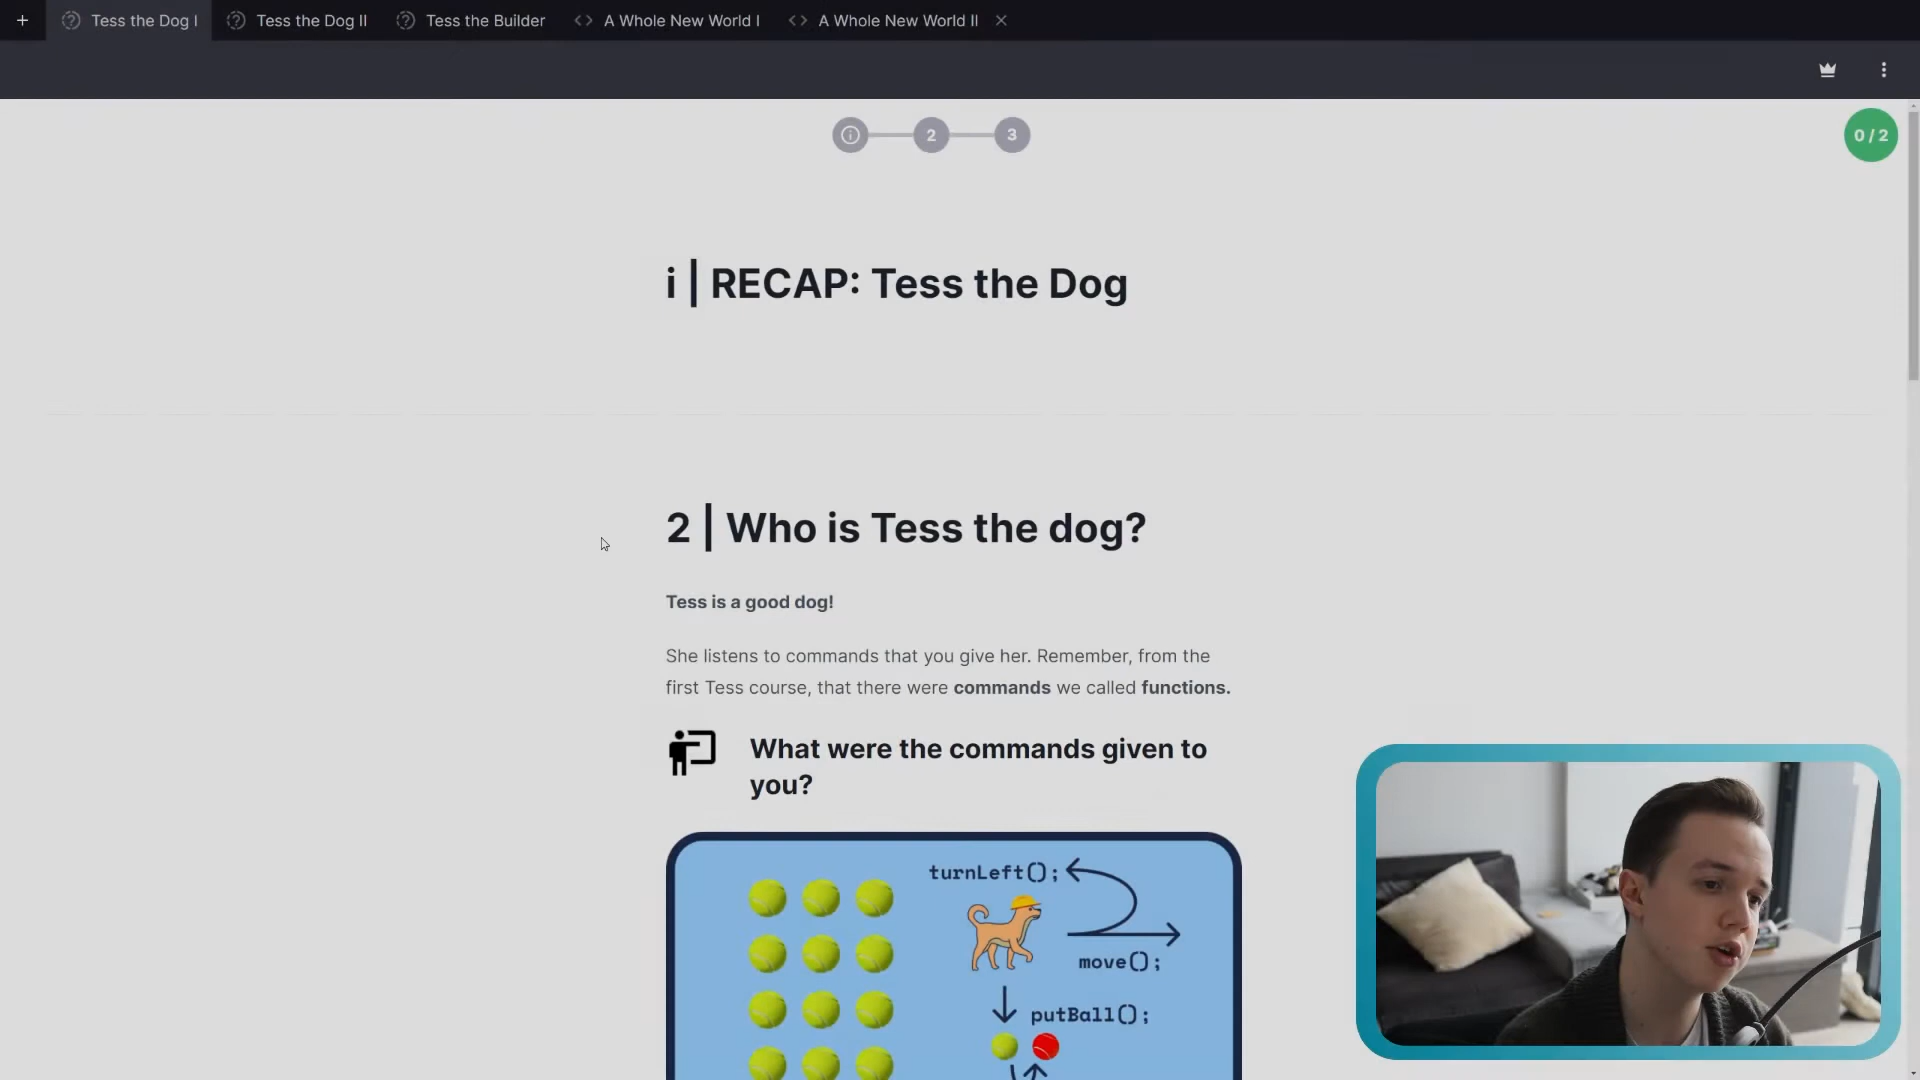 Tess the Dog I
Tess the Dog II
Tess the Builder
A Whole New World I
A Whole New World II
2
3
0 / 2
i | RECAP: Tess the Dog
2 | Who is Tess the dog?
Tess is a good dog!
She listens to commands that you give her. Remember, from the
first Tess course, that there were commands we called functions.
What were the commands given to
you?
turnLeft();
move();
putBall();